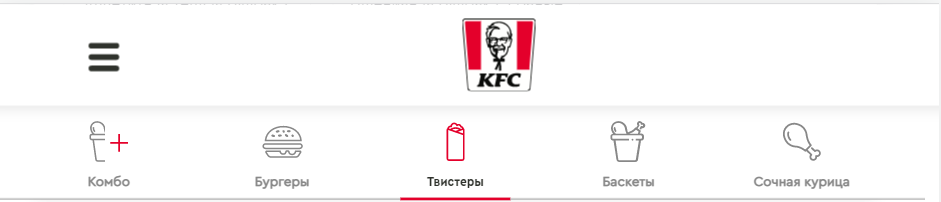 KFC
Комбо
Бургеры
Твистеры
Баскеты
Сочная курица